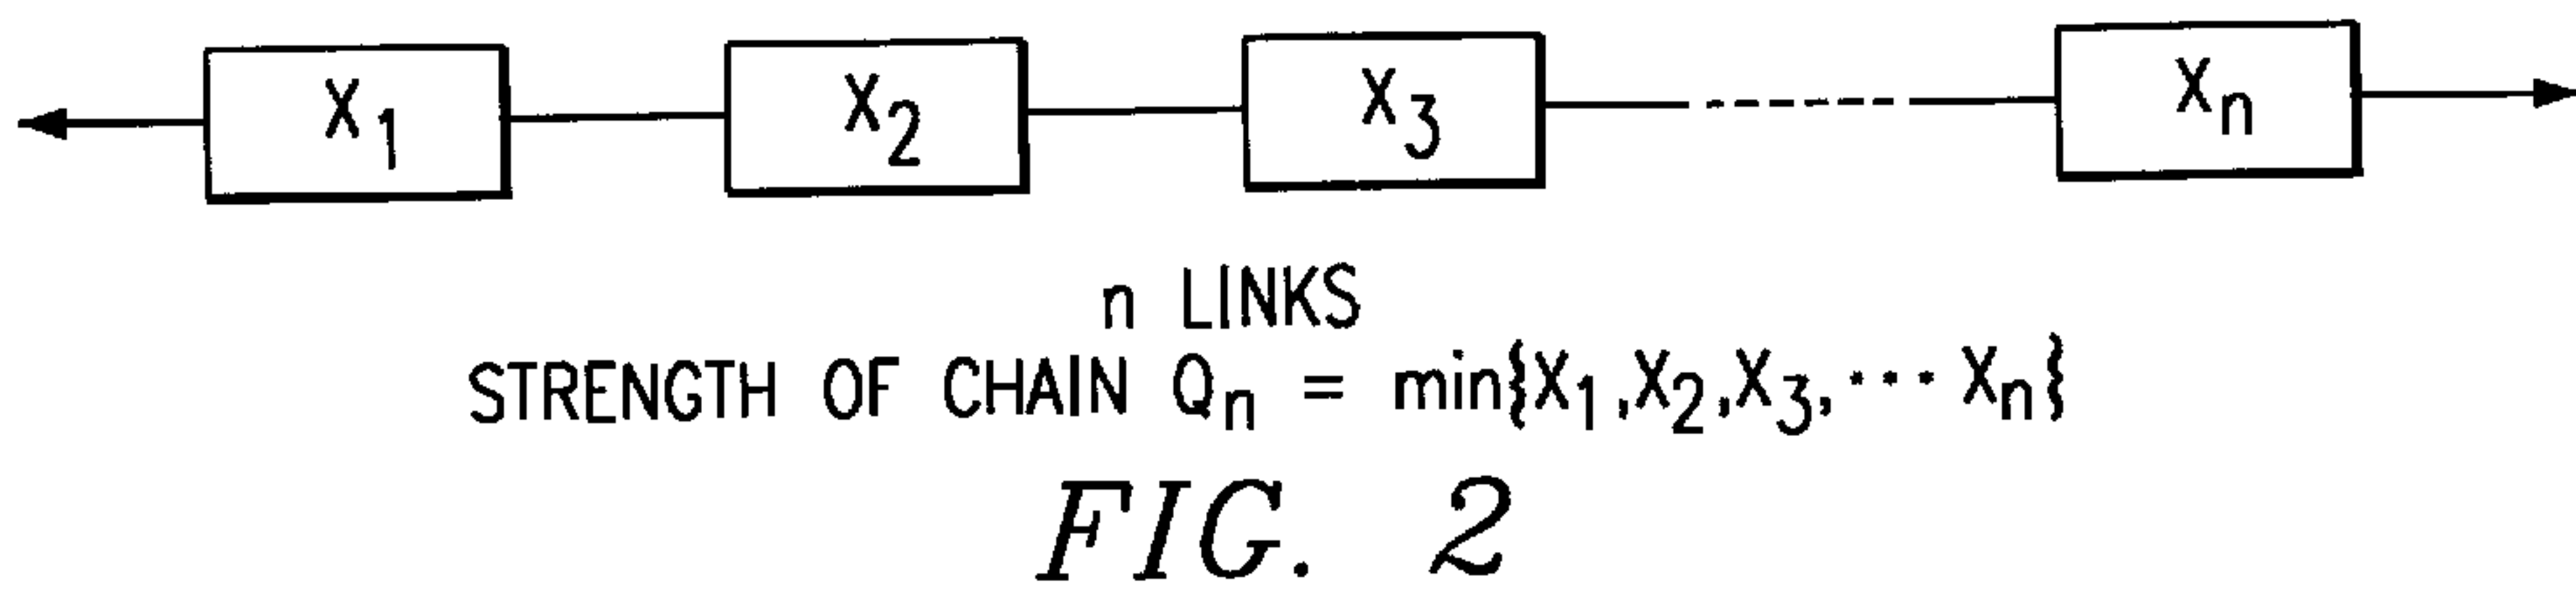 X1 X2 X3 Xn
n LINKS
STRENGTH OF CHAIN Qn = min{X1,X2,X3,··· Xn}
FIG. 2